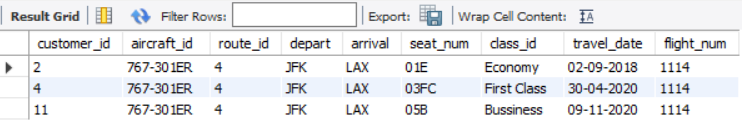 Result Grid Filter Rows: Export: Wrap Cell Content: IA
customer_id aircraft_id route_id depart arrival seat_num class_id travel_date flight_num
2 767-301ER 4 JFK LAX 01E Economy 02-09-2018 1114
4 767-301ER 4 JFK LAX 03FC First Class 30-04-2020 1114
11 767-301ER 4 JFK LAX 05B Bussiness 09-11-2020 1114